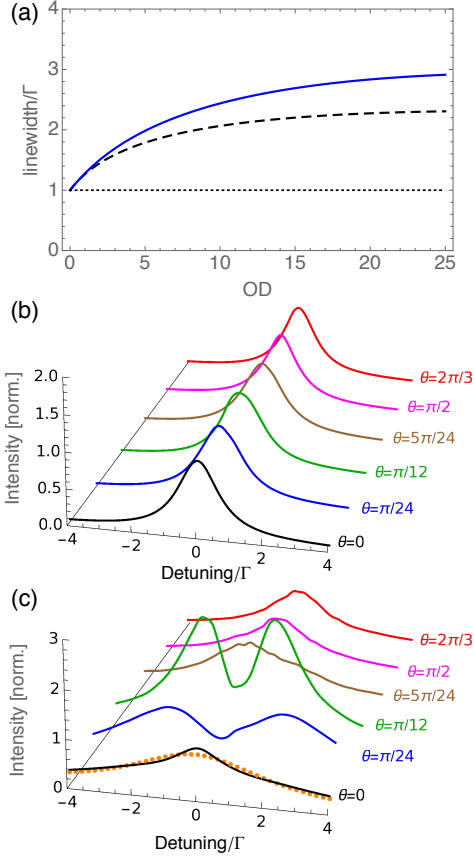 (a)
4
3
2
1
0
linewidth/Γ
0 5 10 15 20 25
OD
(b)
2.0
1.5
1.0
0.5
0.0
Intensity [norm.]
−4 −2 0 2 4
Detuning/Γ
θ=2π/3
θ=π/2
θ=5π/24
θ=π/12
θ=π/24
θ=0
(c)
3
2
1
0
Intensity [norm.]
−4 −2 0 2 4
Detuning/Γ
θ=2π/3
θ=π/2
θ=5π/24
θ=π/12
θ=π/24
θ=0